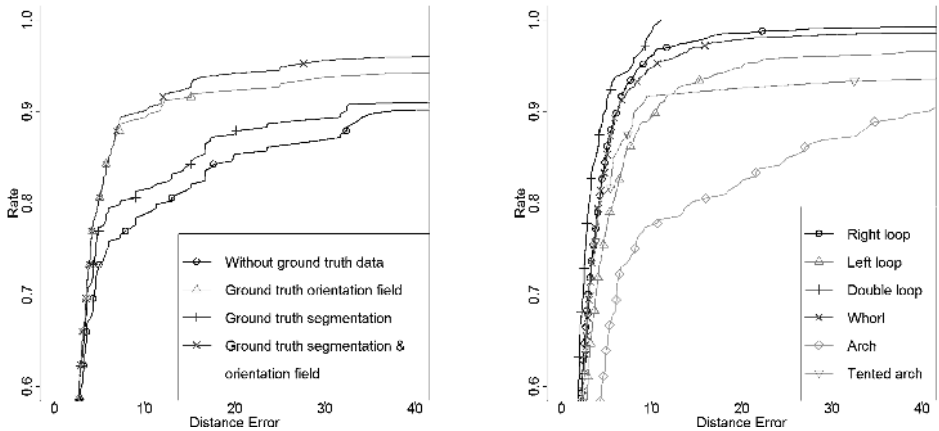 1.0
0.9
0.8
0.7
0.6
Rate
0 10 20 30 40
Distance Error
Without ground truth data
Ground truth orientation field
Ground truth segmentation
Ground truth segmentation &
orientation field
1.0
0.9
0.8
0.7
0.6
Rate
0 10 20 30 40
Distance Error
Right loop
Left loop
Double loop
Whorl
Arch
Tented arch